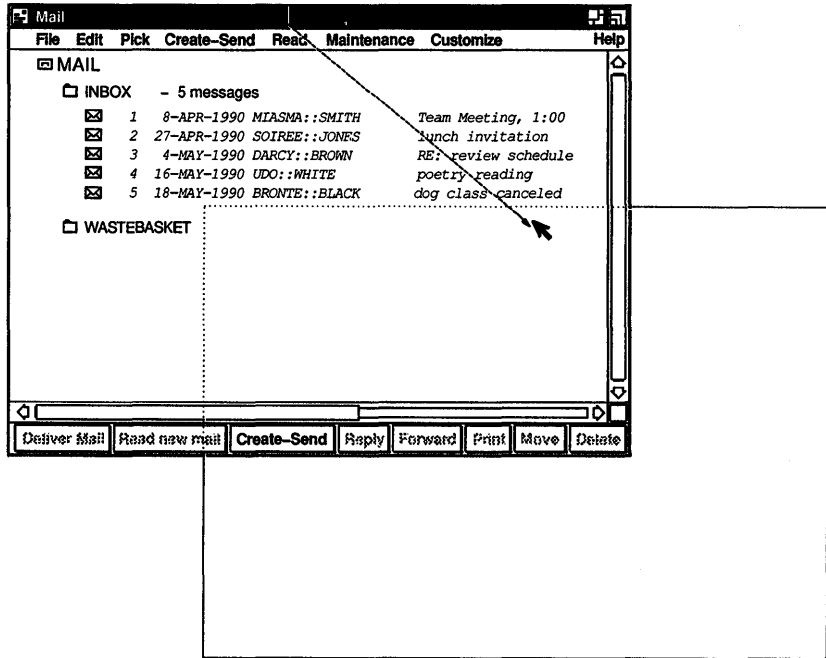 Mail
File Edit Pick Create-Send Read Maintenance Customize Help
MAIL
INBOX - 5 messages
1 8-APR-1990 MIASMA::SMITH Team Meeting, 1:00
2 27-APR-1990 SOIREE::JONES lunch invitation
3 4-MAY-1990 DARCY::BROWN RE: review schedule
4 16-MAY-1990 UDO::WHITE poetry reading
5 18-MAY-1990 BRONTE::BLACK dog class canceled
WASTEBASKET
Deliver Mail Read new mail Create-Send Reply Forward Print Move Delete